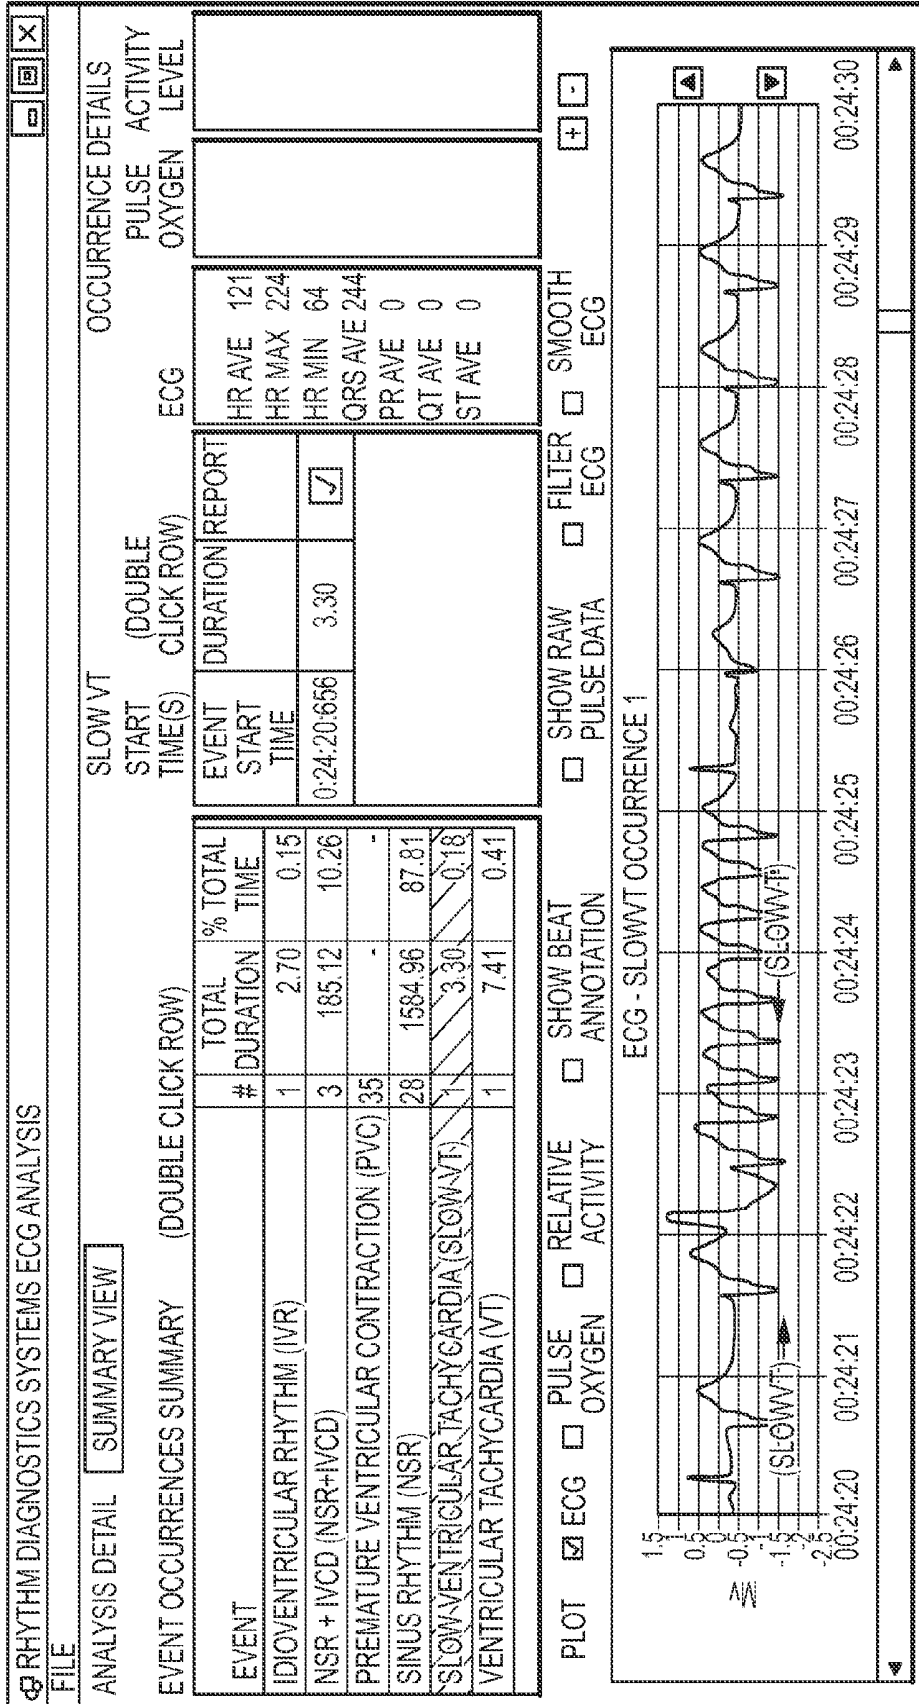 RHYTHM DIAGNOSTICS SYSTEMS ECG ANALYSIS
FILE
ANALYSIS DETAIL SUMMARY VIEW
EVENT OCCURRENCES SUMMARY (DOUBLE CLICK ROW)
EVENT # TOTAL DURATION % TOTAL TIME
IDIOVENTRICULAR RHYTHM (IVR) 1 2.70 0.15
NSR + IVCD (NSR+IVCD) 3 185.12 10.26
PREMATURE VENTRICULAR CONTRACTION (PVC) 35 - -
SINUS RHYTHM (NSR) 28 1584.96 87.81
SLOW VENTRICULAR TACHYCARDIA (SLOW VT) 1 3.30 0.18
VENTRICULAR TACHYCARDIA (VT) 1 7.41 0.41
SLOW VT
START (DOUBLE
TIME(S) CLICK ROW)
EVENT START TIME DURATION REPORT
0:24:20:656 3.30
OCCURRENCE DETAILS
ECG PULSE OXYGEN ACTIVITY LEVEL
HR AVE 121
HR MAX 224
HR MIN 64
QRS AVE 244
PR AVE 0
QT AVE 0
ST AVE 0
PLOT ECG PULSE OXYGEN RELATIVE ACTIVITY SHOW BEAT ANNOTATION SHOW RAW PULSE DATA FILTER ECG SMOOTH ECG + -
ECG - SLOWVT OCCURRENCE 1
Mv
1.5
-0.5
-1.5
(SLOWVT)
(SLOWVT)
00:24:20 00:24:21 00:24:22 00:24:23 00:24:24 00:24:25 00:24:26 00:24:27 00:24:28 00:24:29 00:24:30